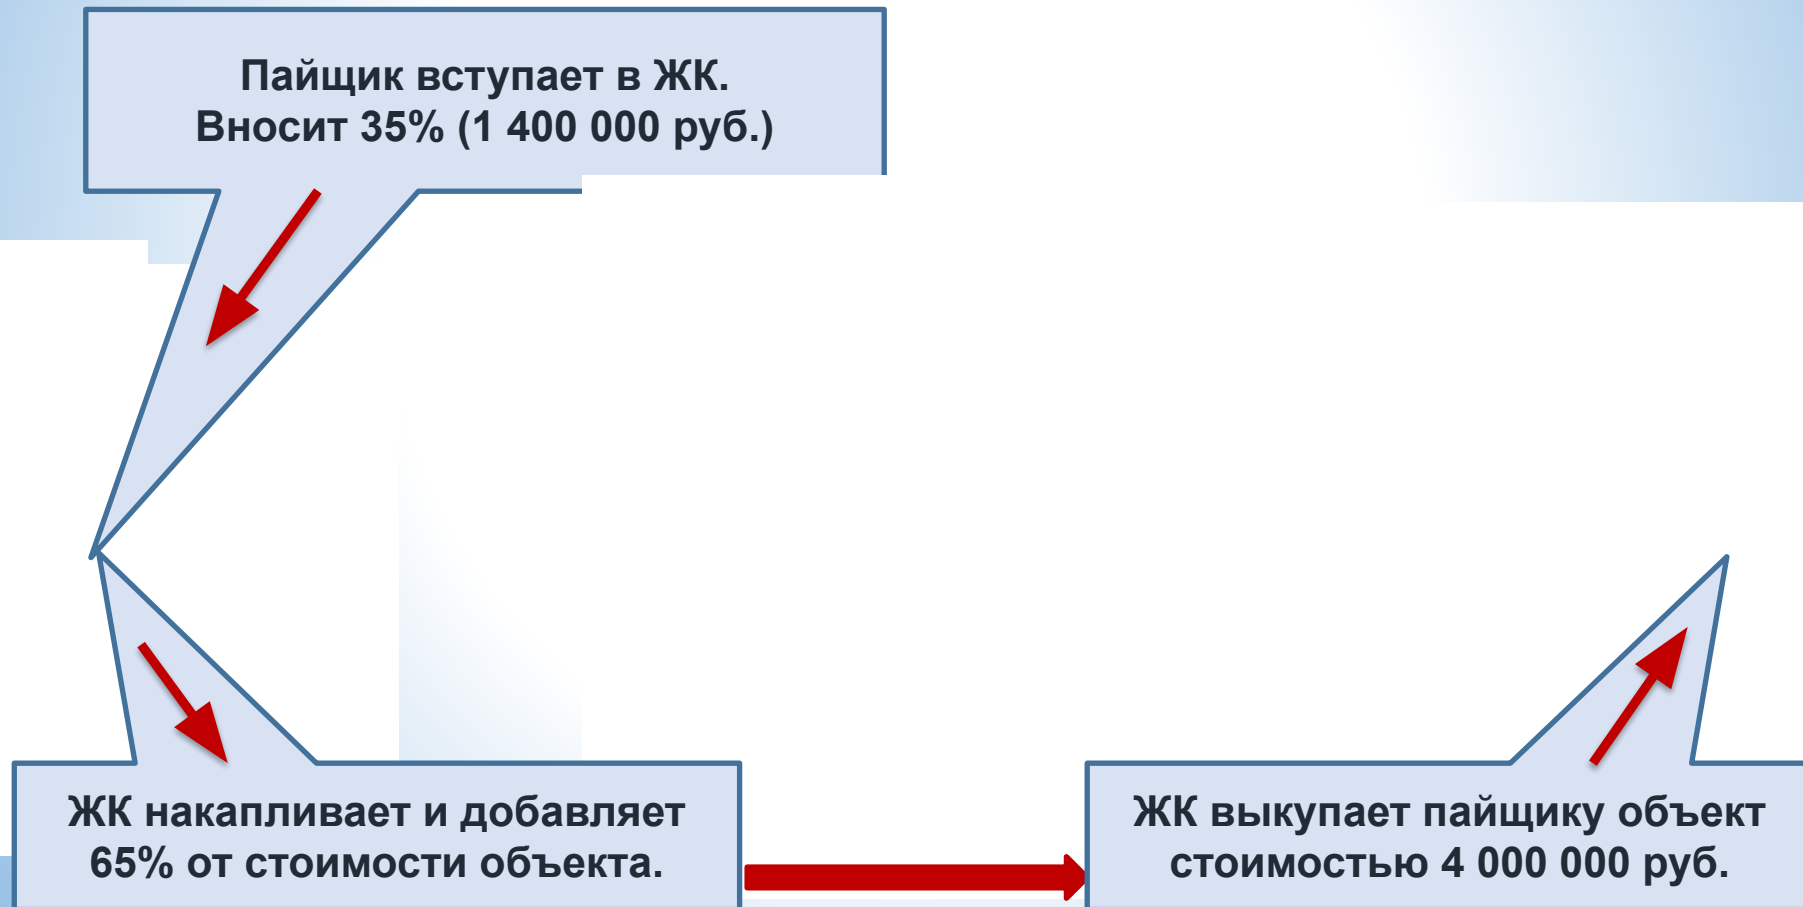 Пайщик вступает в ЖК.
Вносит 35% (1 400 000 руб.)
ЖК накапливает и добавляет
65% от стоимости объекта.
ЖК выкупает пайщику объект
стоимостью 4 000 000 руб.